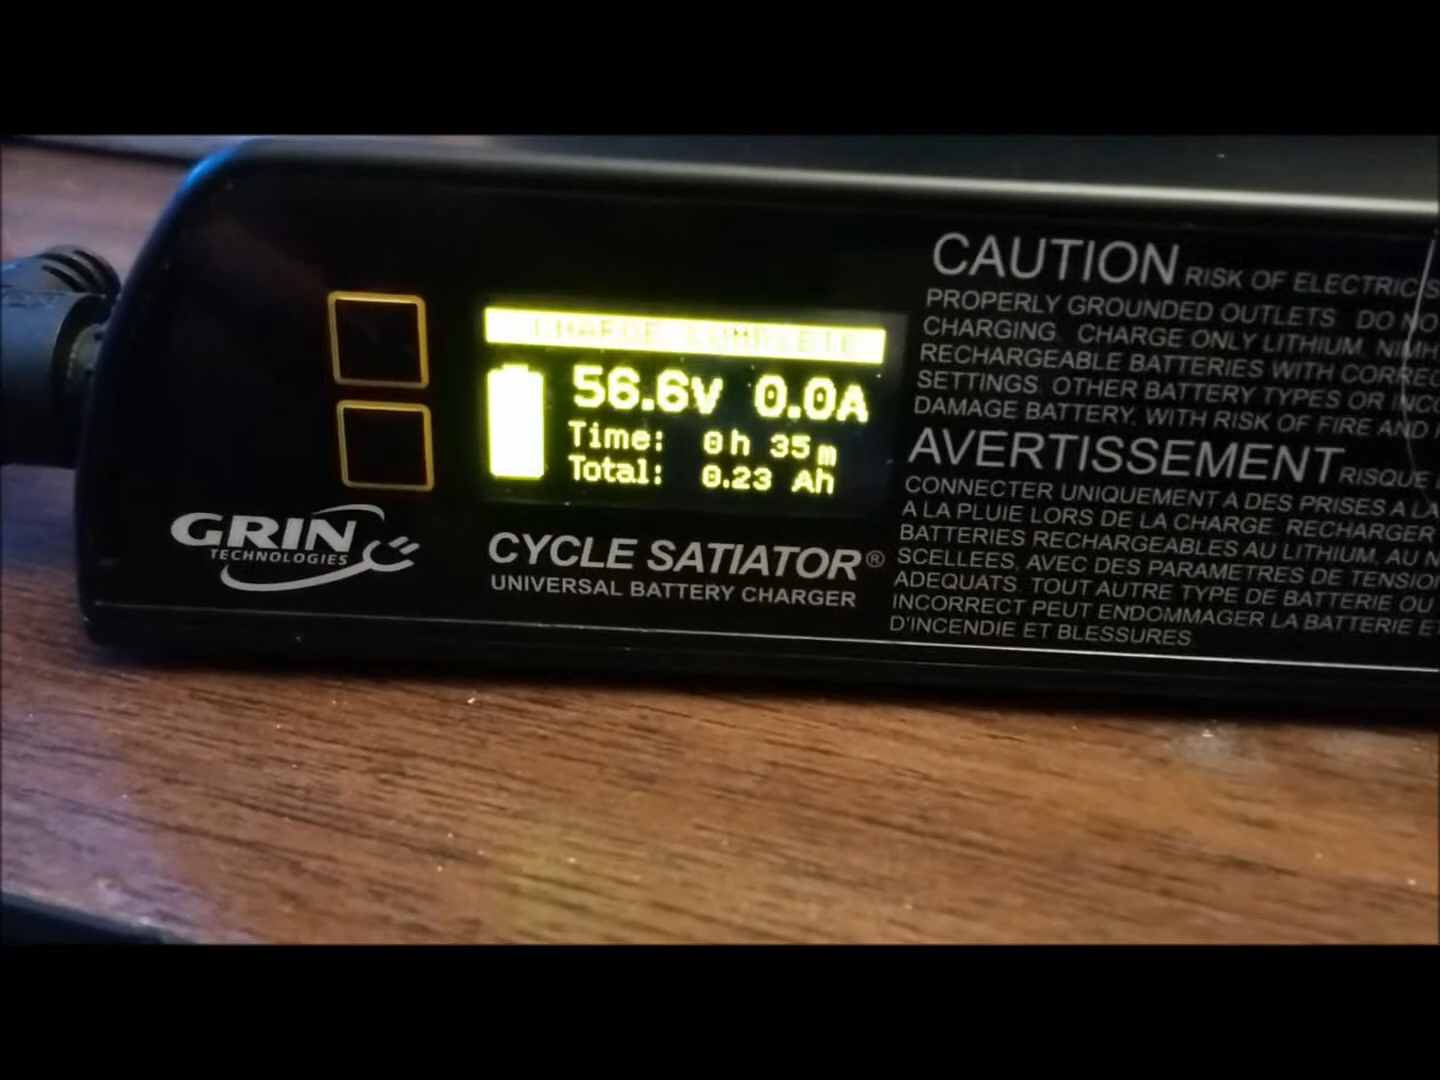 CHARGE COMPLETE
56.6V 0.0A
Time: 0h 35m
Total: 0.23 Ah
GRIN
TECHNOLOGIES
CYCLE SATIATOR®
UNIVERSAL BATTERY CHARGER
CAUTION RISK OF ELECTRIC
PROPERLY GROUNDED OUTLETS. DO NO
CHARGING. CHARGE ONLY LITHIUM, NIMH
RECHARGEABLE BATTERIES WITH CORREC
SETTINGS. OTHER BATTERY TYPES OR INC
DAMAGE BATTERY, WITH RISK OF FIRE AND
AVERTISSEMENT RISQUE
CONNECTER UNIQUEMENT A DES PRISES A LA
A LA PLUIE LORS DE LA CHARGE. RECHARGER
BATTERIES RECHARGEABLES AU LITHIUM, AU N
SCELLEES, AVEC DES PARAMETRES DE TENSIO
ADEQUATS. TOUT AUTRE TYPE DE BATTERIE OU
INCORRECT PEUT ENDOMMAGER LA BATTERIE ET
D'INCENDIE ET BLESSURES.